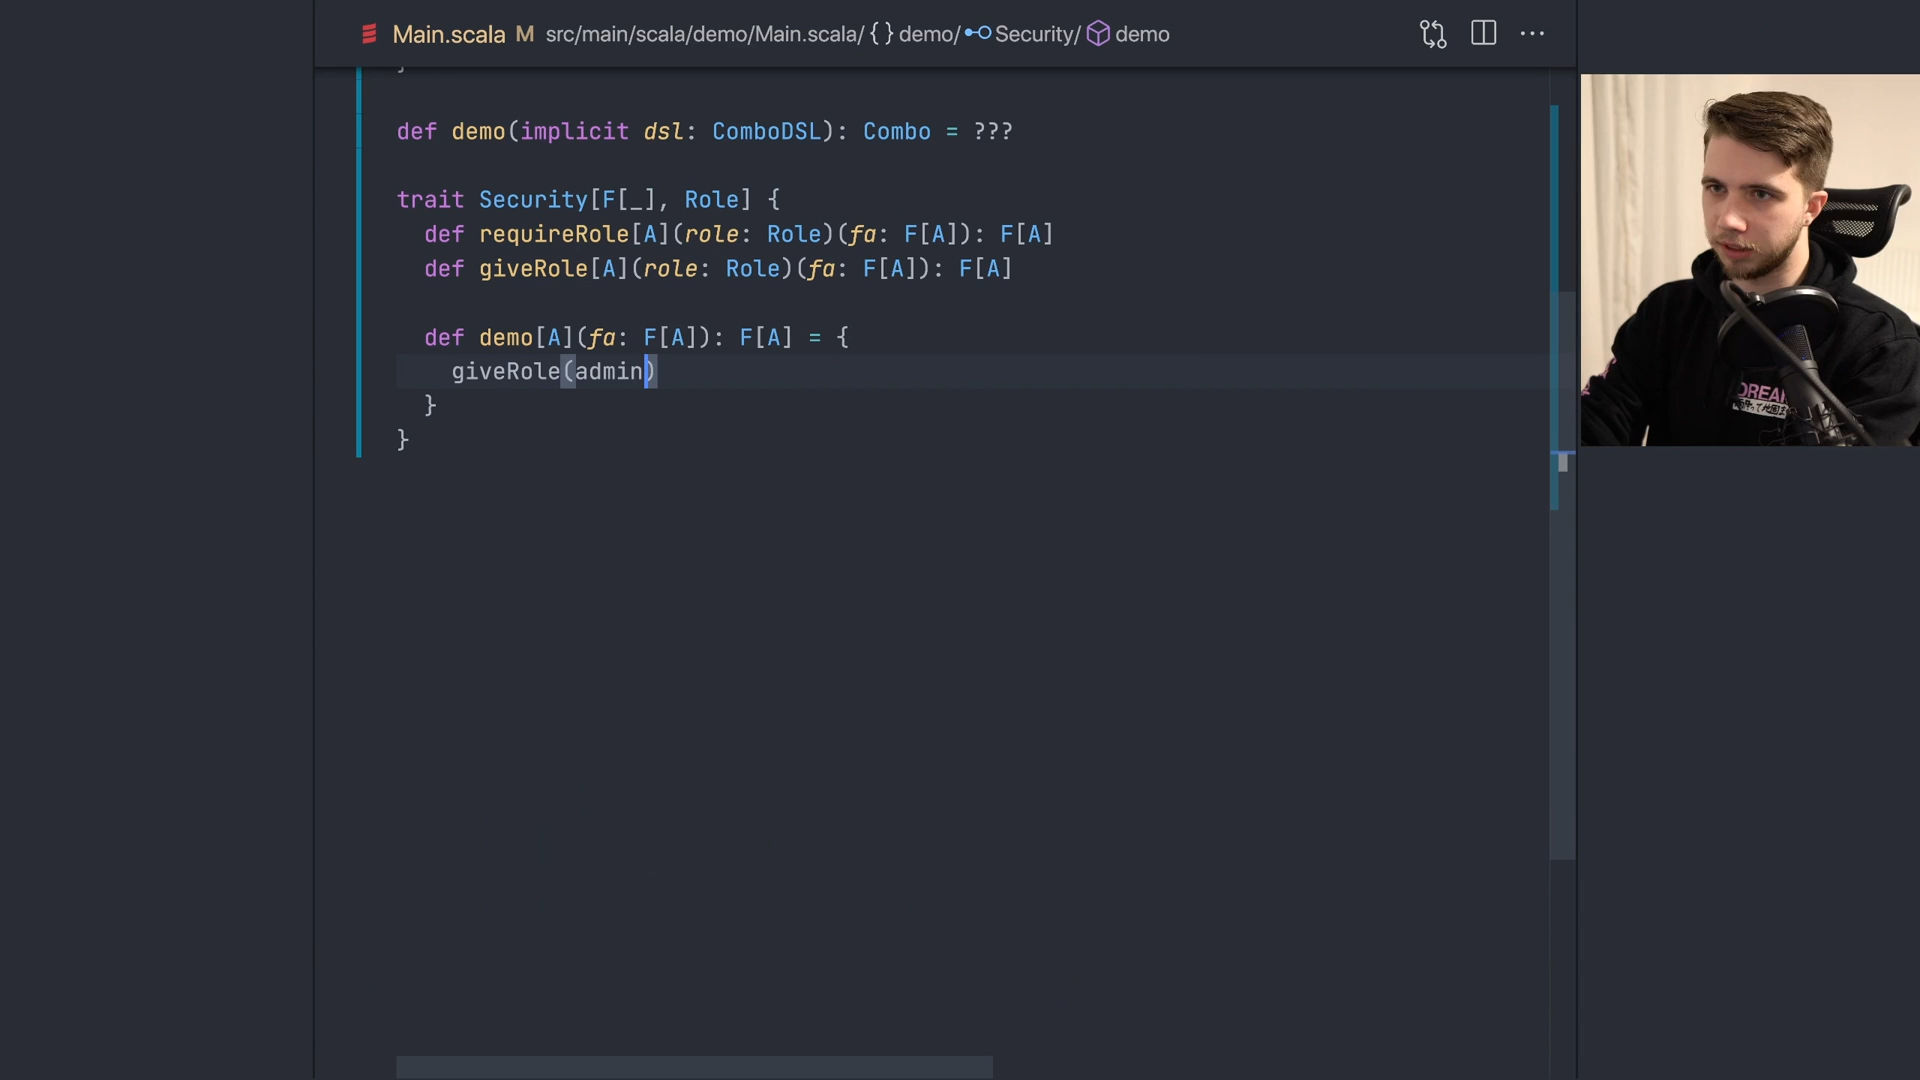 Main.scala M src/main/scala/demo/Main.scala/{} demo/Security/demo
def demo(implicit dsl: ComboDSL): Combo = ???
trait Security[F[_], Role] {
def requireRole[A](role: Role)(fa: F[A]): F[A]
def giveRole[A](role: Role)(fa: F[A]): F[A]
def demo[A](fa: F[A]): F[A] = {
giveRole(admin)
}
}
DREAM